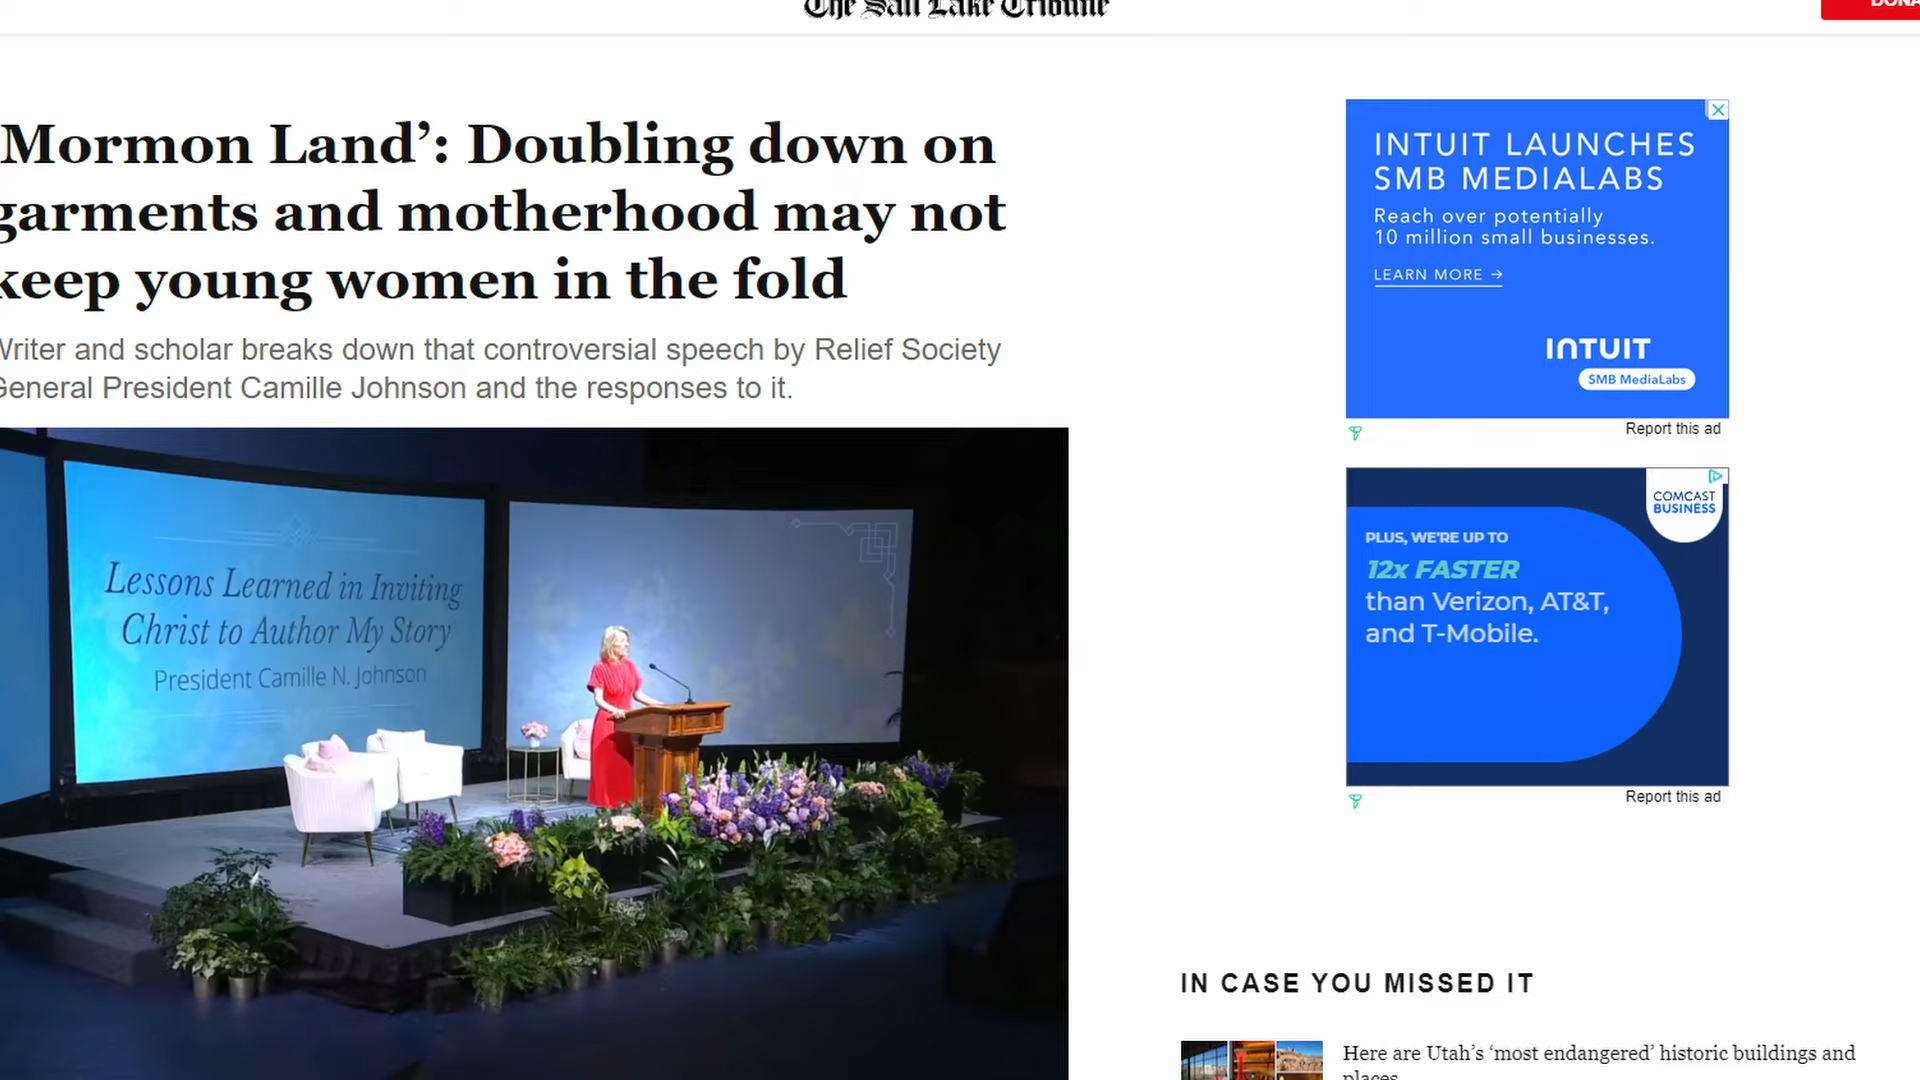 The Salt Lake Tribune
Mormon Land’: Doubling down on
garments and motherhood may not
keep young women in the fold
Writer and scholar breaks down that controversial speech by Relief Society
General President Camille Johnson and the responses to it.
Lessons Learned in Inviting
Christ to Author My Story
President Camille N. Johnson
INTUIT LAUNCHES
SMB MEDIALABS
Reach over potentially
10 million small businesses.
LEARN MORE →
INTUIT
SMB MediaLabs
Report this ad
COMCAST
BUSINESS
PLUS, WE'RE UP TO
12x FASTER
than Verizon, AT&T,
and T-Mobile.
Report this ad
IN CASE YOU MISSED IT
Here are Utah’s ‘most endangered’ historic buildings and
places